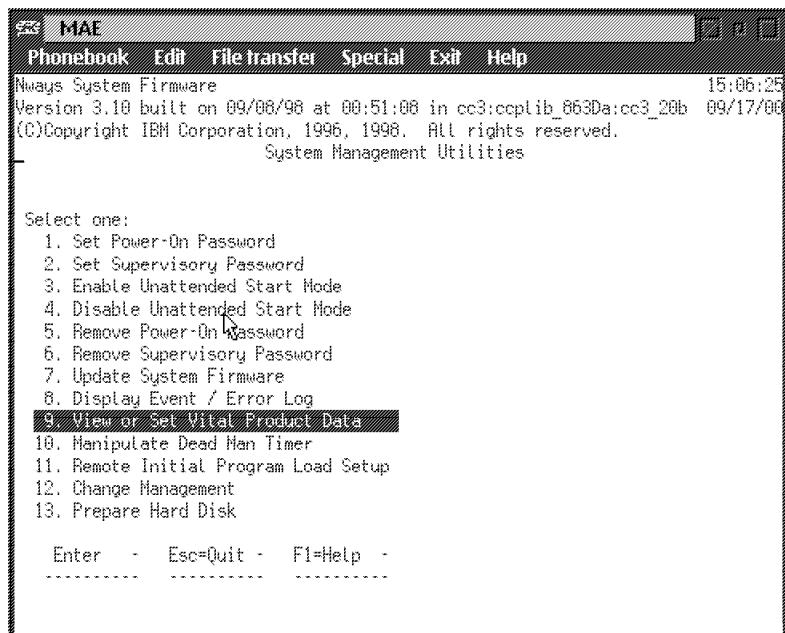 MAE
Phonebook Edit File transfer Special Exit Help
Nways System Firmware 15:06:25
Version 3.10 built on 09/08/98 at 00:51:08 in cc3:ccplib_863Da:cc3_20b 09/17/00
(C)Copyright IBM Corporation, 1996, 1998. All rights reserved.
System Management Utilities
Select one:
1. Set Power-On Password
2. Set Supervisory Password
3. Enable Unattended Start Mode
4. Disable Unattended Start Mode
5. Remove Power-On Password
6. Remove Supervisory Password
7. Update System Firmware
8. Display Event / Error Log
9. View or Set Vital Product Data
10. Manipulate Dead Man Timer
11. Remote Initial Program Load Setup
12. Change Management
13. Prepare Hard Disk
Enter - Esc=Quit - F1=Help -
---------- ---------- ----------